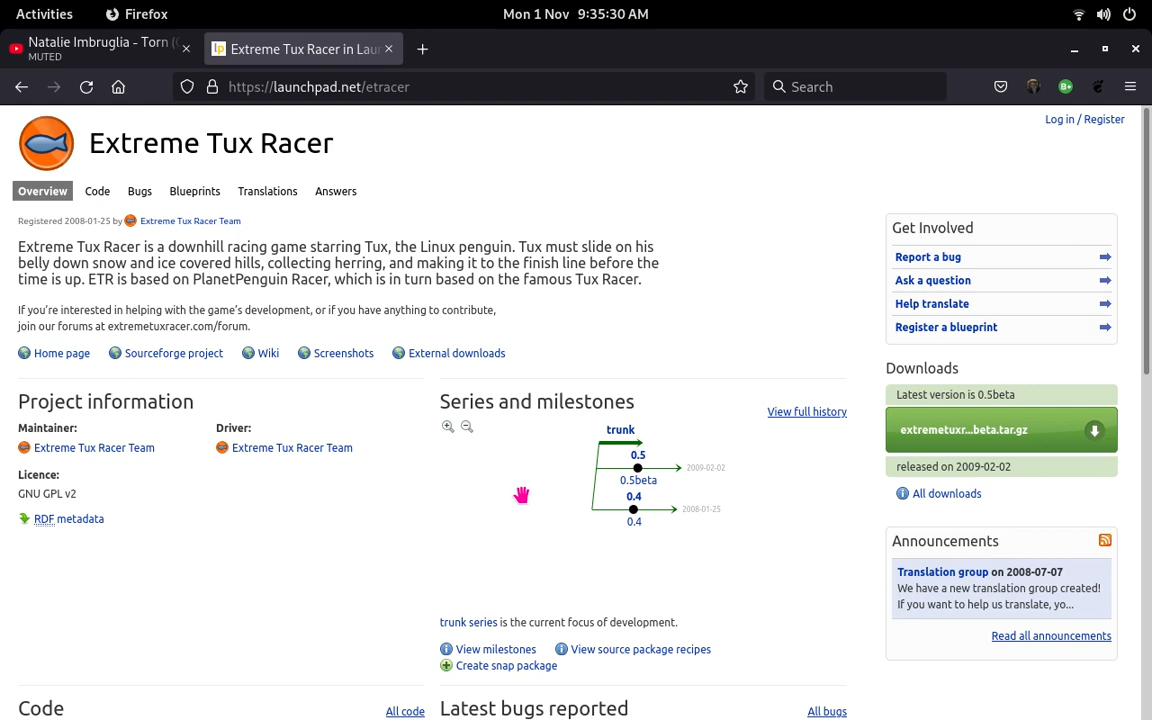 Activities
Firefox
Mon 1 Nov 9:35:30 AM
Natalie Imbruglia - Torn (
MUTED
lp
Extreme Tux Racer in Lau
https://launchpad.net/etracer
Search
B+
Log in / Register
Extreme Tux Racer
Overview
Code
Bugs
Blueprints
Translations
Answers
Registered 2008-01-25 by Extreme Tux Racer Team
Extreme Tux Racer is a downhill racing game starring Tux, the Linux penguin. Tux must slide on his
belly down snow and ice covered hills, collecting herring, and making it to the finish line before the
time is up. ETR is based on PlanetPenguin Racer, which is in turn based on the famous Tux Racer.
If you’re interested in helping with the game’s development, or if you have anything to contribute,
join our forums at extremetuxracer.com/forum.
Home page
Sourceforge project
Wiki
Screenshots
External downloads
Project information
Maintainer:
Extreme Tux Racer Team
Driver:
Extreme Tux Racer Team
Licence:
GNU GPL v2
RDF metadata
Series and milestones
View full history
trunk
0.5
2009-02-02
0.5beta
0.4
2008-01-25
0.4
trunk series is the current focus of development.
View milestones
View source package recipes
Create snap package
Code
All code
Latest bugs reported
All bugs
Get Involved
Report a bug
Ask a question
Help translate
Register a blueprint
Downloads
Latest version is 0.5beta
extremetuxr...beta.tar.gz
released on 2009-02-02
All downloads
Announcements
Translation group on 2008-07-07
We have a new translation group created!
If you want to help us translate, yo...
Read all announcements